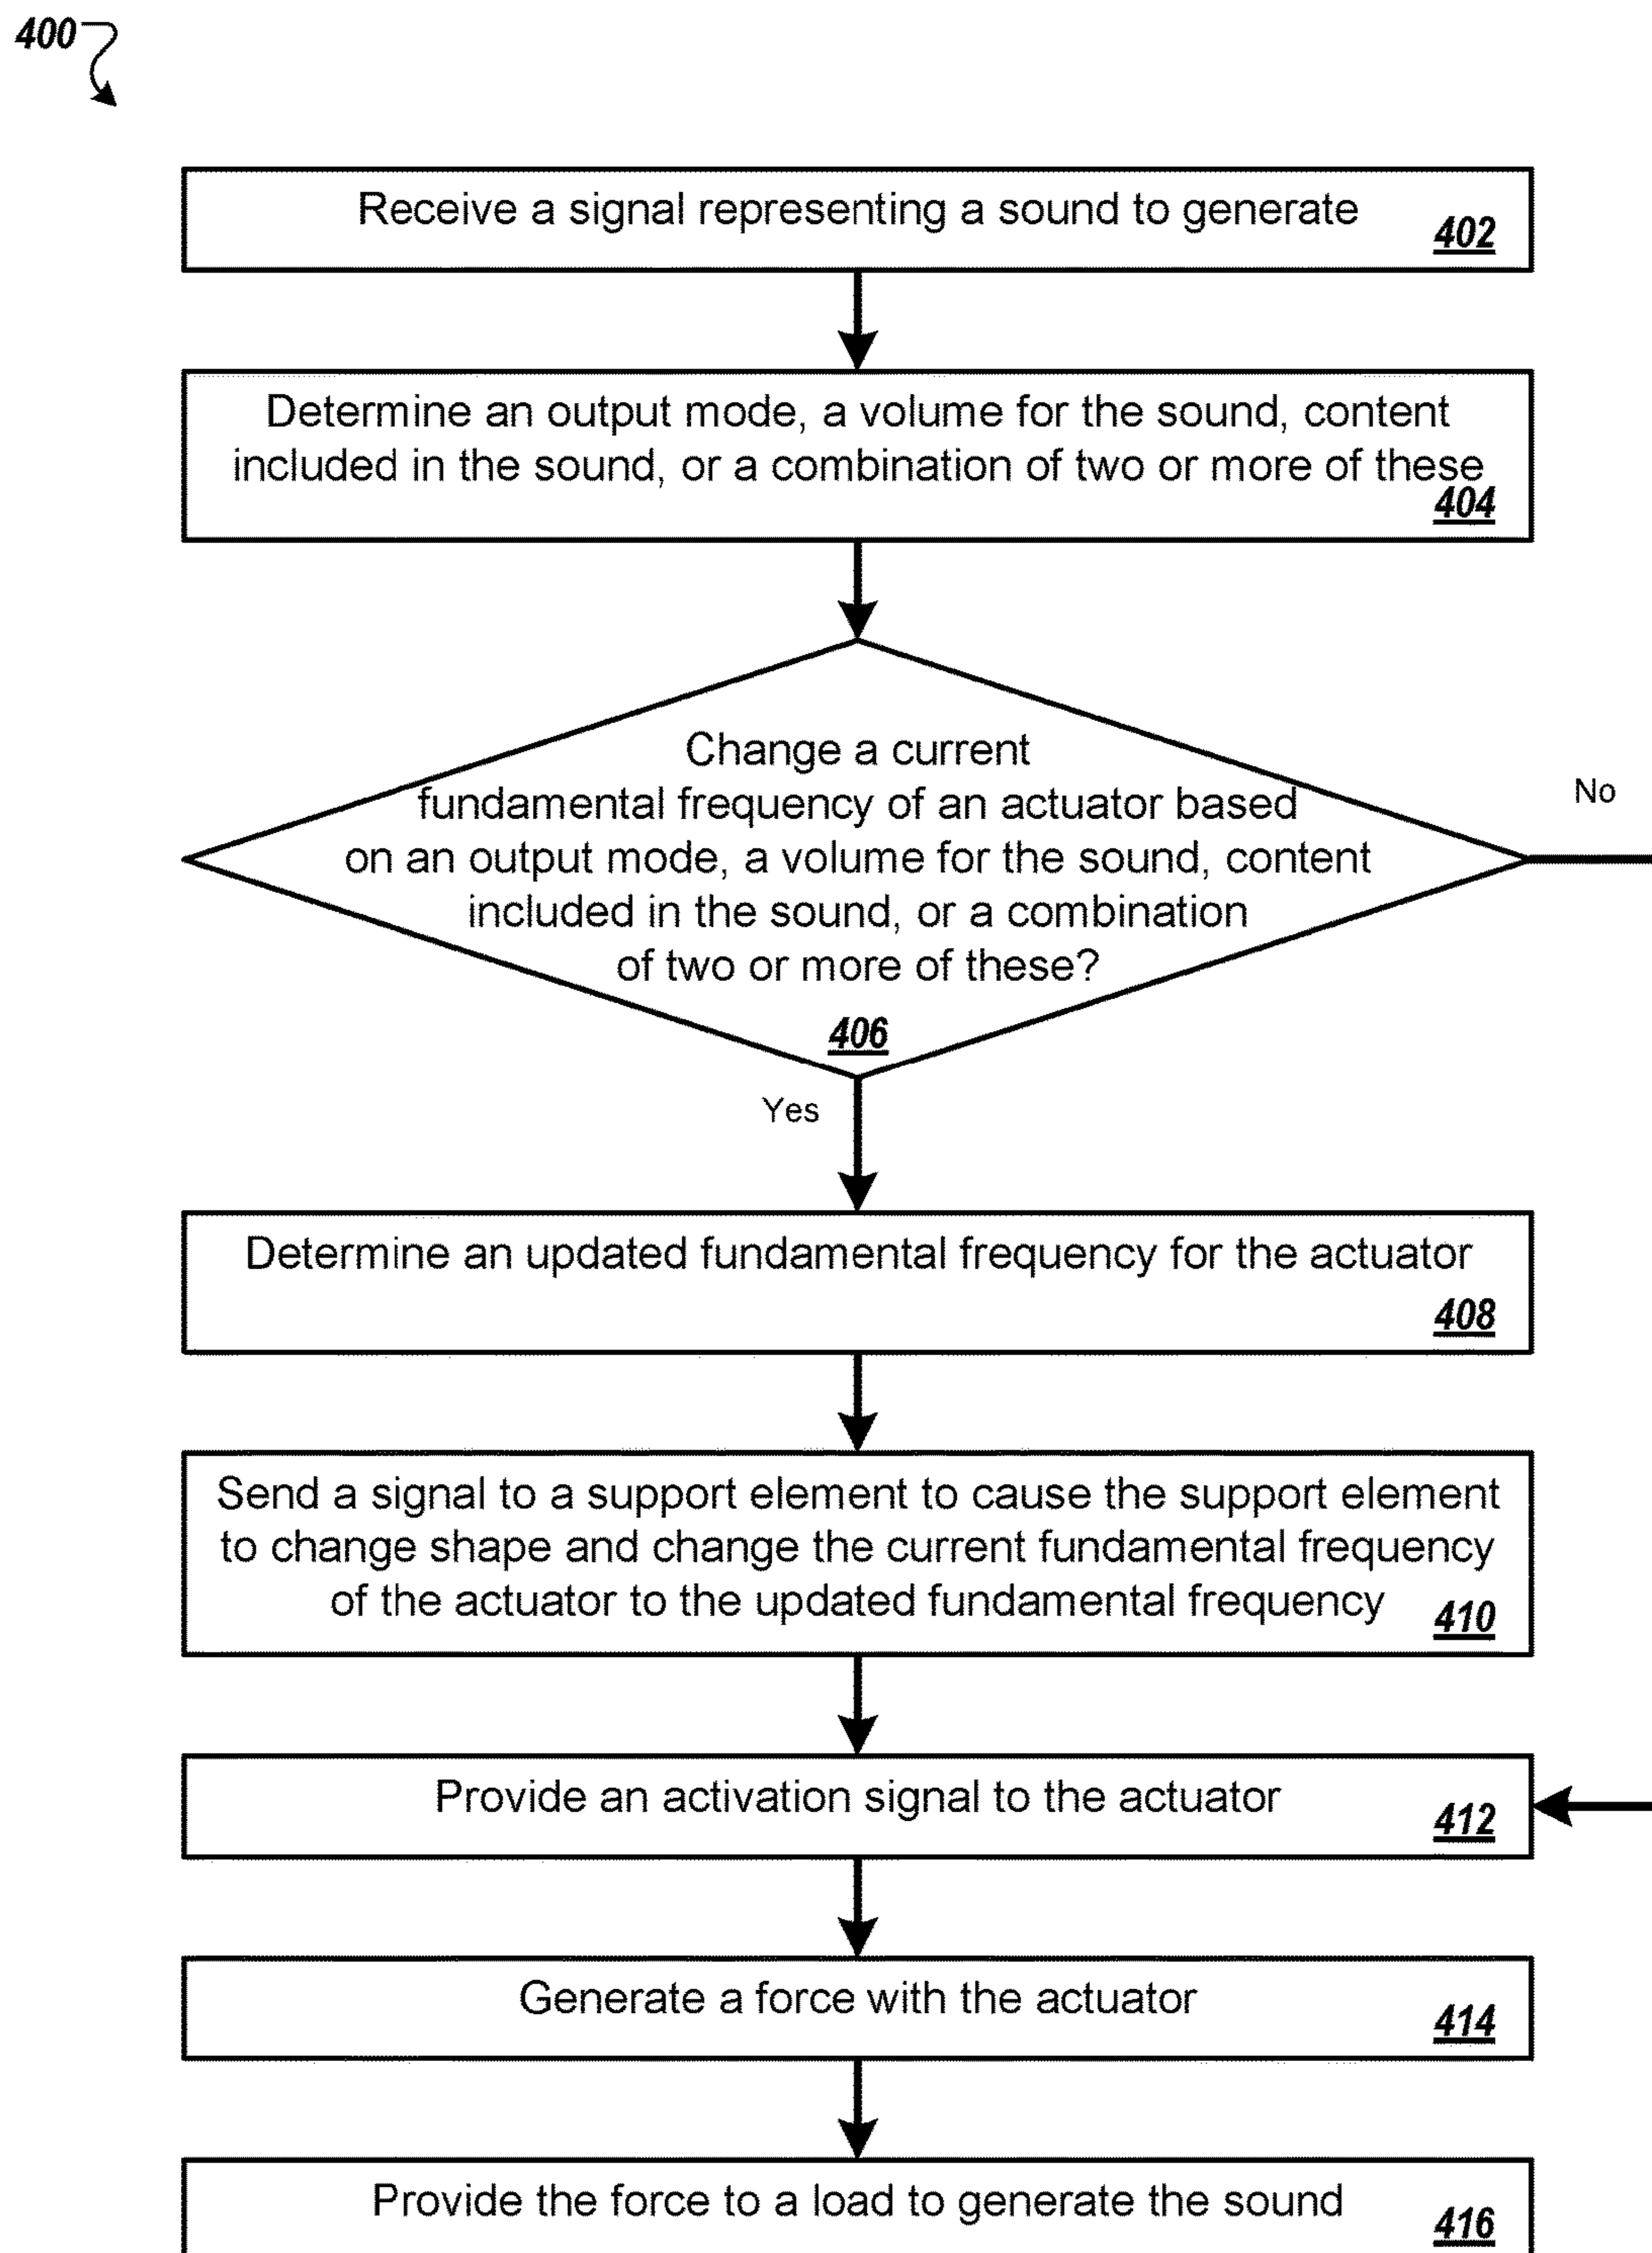 400
Receive a signal representing a sound to generate
402
Determine an output mode, a volume for the sound, content
included in the sound, or a combination of two or more of these
404
Change a current
fundamental frequency of an actuator based
on an output mode, a volume for the sound, content
included in the sound, or a combination
of two or more of these?
406
No
Yes
Determine an updated fundamental frequency for the actuator
408
Send a signal to a support element to cause the support element
to change shape and change the current fundamental frequency
of the actuator to the updated fundamental frequency
410
Provide an activation signal to the actuator
412
Generate a force with the actuator
414
Provide the force to a load to generate the sound
416